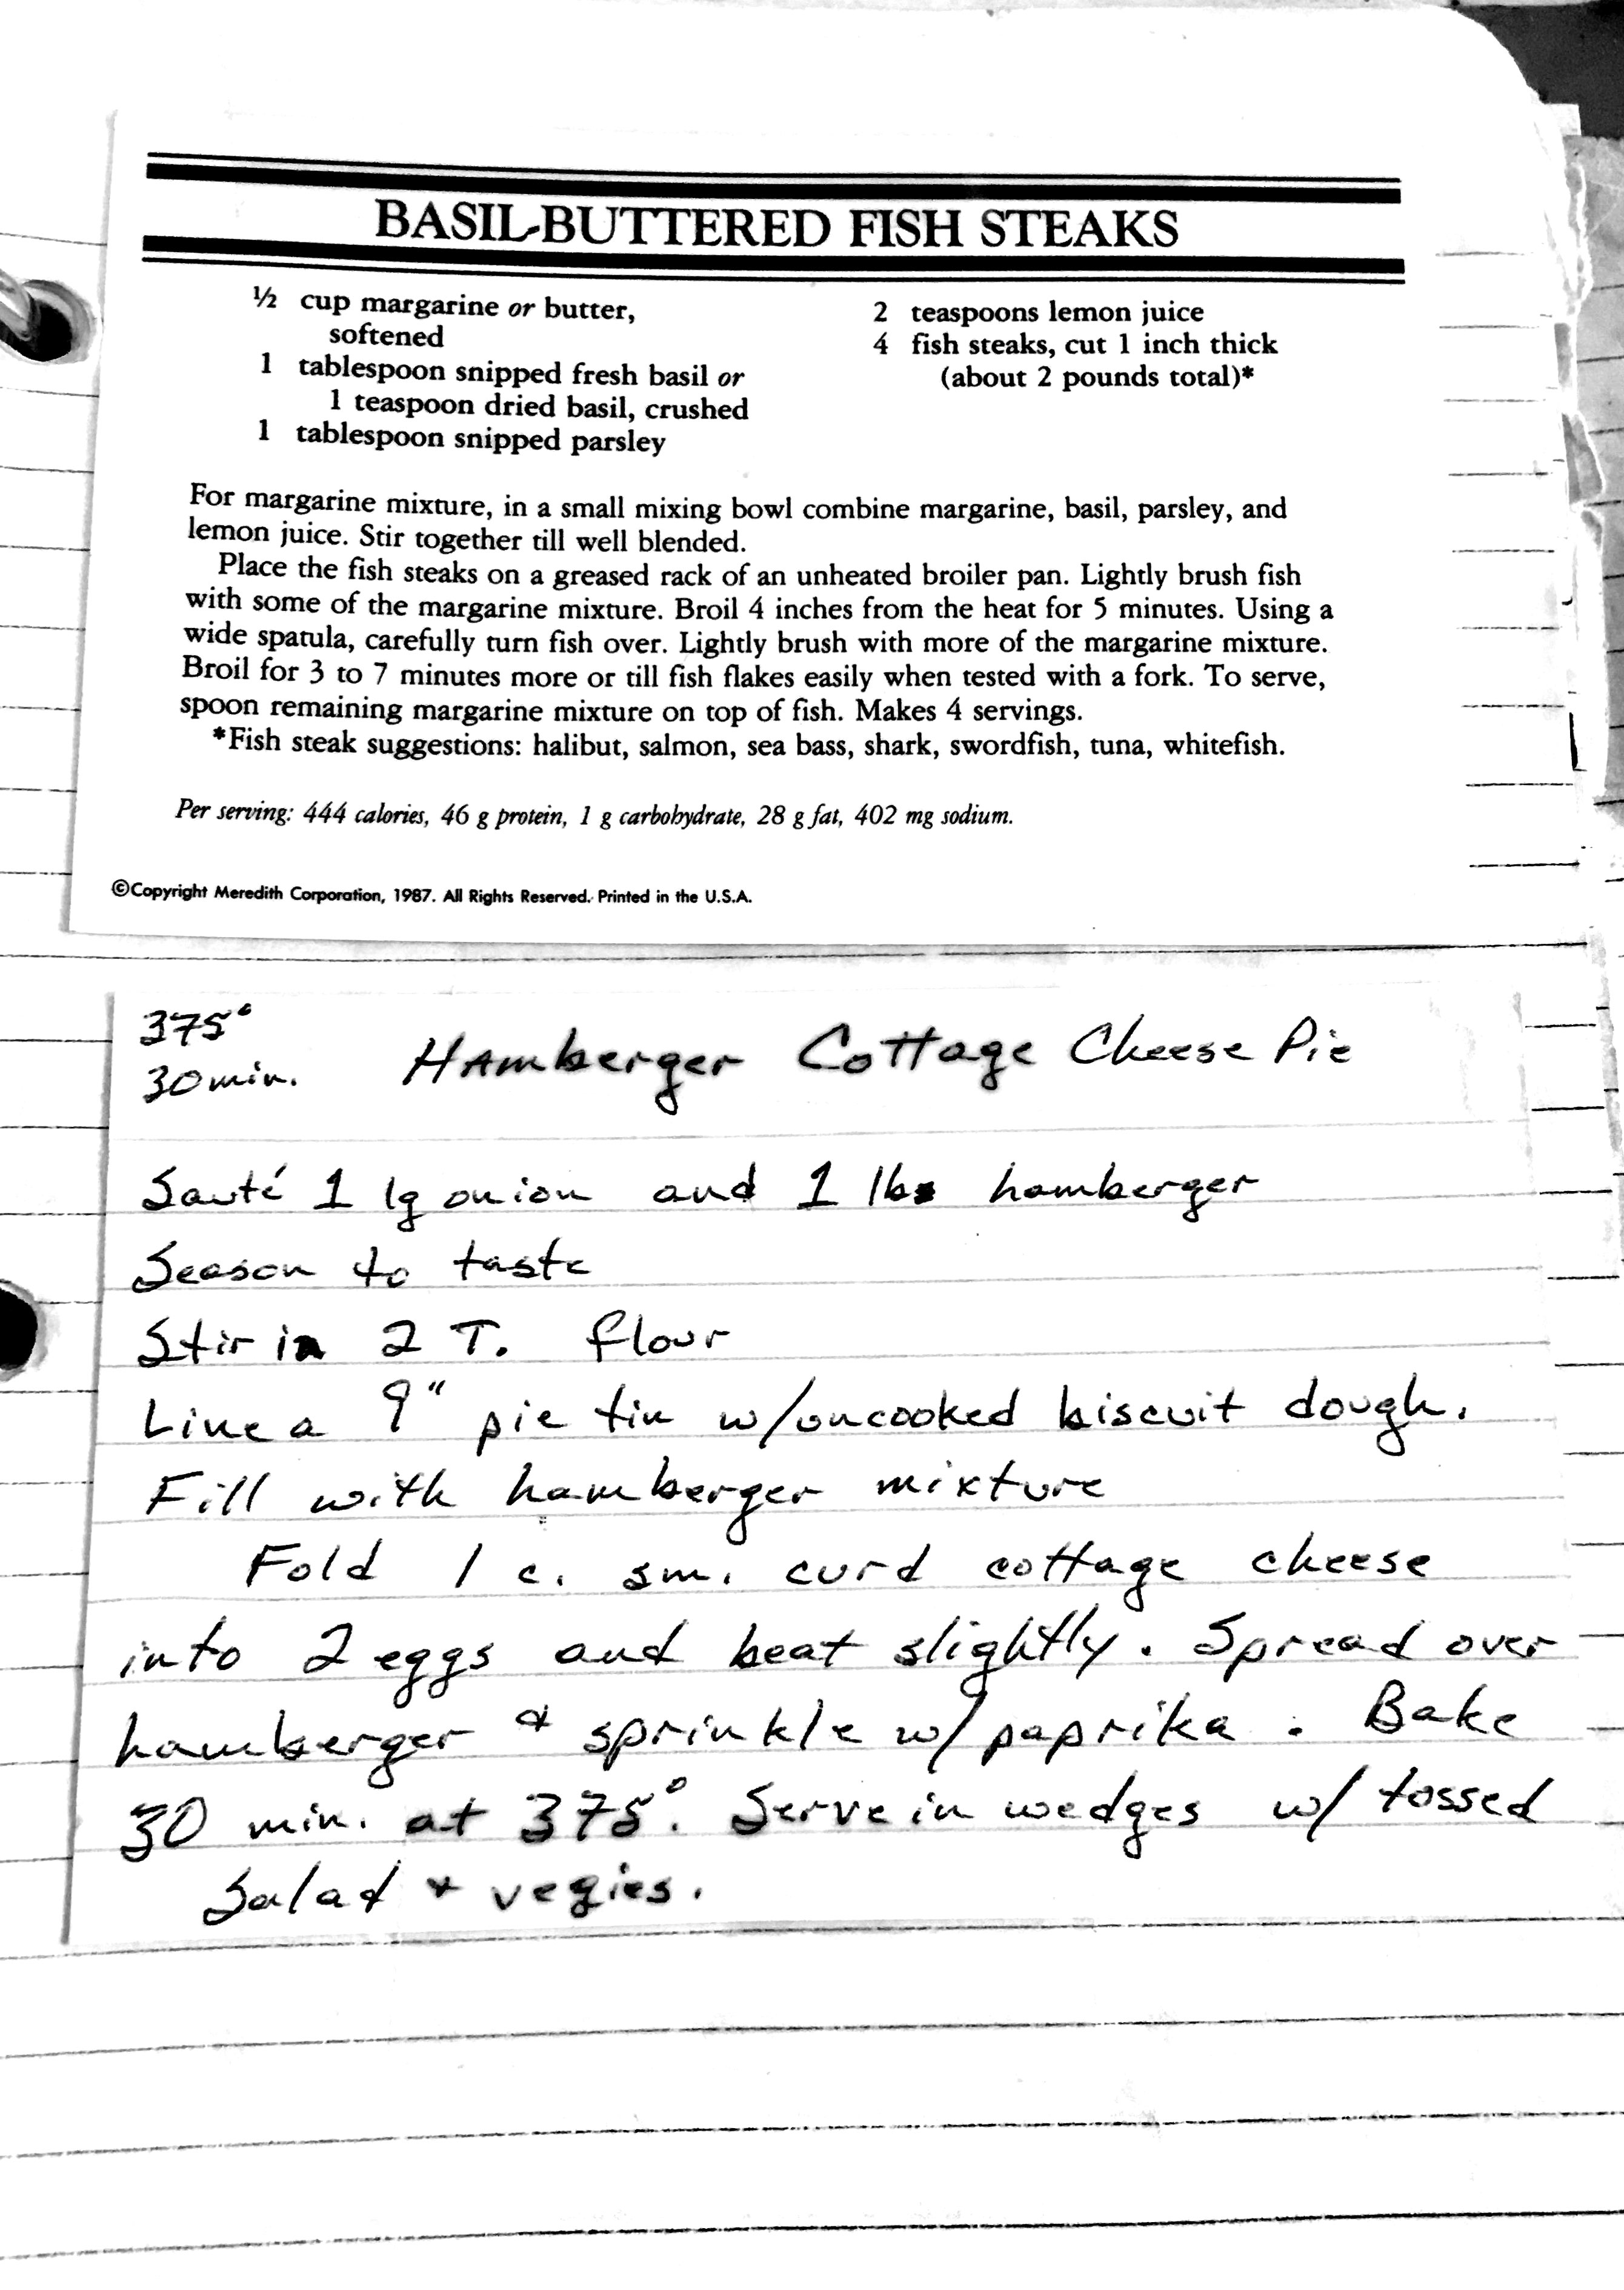 BASIL-BUTTERED FISH STEAKS
½ cup margarine or butter,
softened
1 tablespoon snipped fresh basil or
1 teaspoon dried basil, crushed
1 tablespoon snipped parsley
2 teaspoons lemon juice
4 fish steaks, cut 1 inch thick
(about 2 pounds total)*
For margarine mixture, in a small mixing bowl combine margarine, basil, parsley, and
lemon juice. Stir together till well blended.
Place the fish steaks on a greased rack of an unheated broiler pan. Lightly brush fish
with some of the margarine mixture. Broil 4 inches from the heat for 5 minutes. Using a
wide spatula, carefully turn fish over. Lightly brush with more of the margarine mixture.
Broil for 3 to 7 minutes more or till fish flakes easily when tested with a fork. To serve,
spoon remaining margarine mixture on top of fish. Makes 4 servings.
*Fish steak suggestions: halibut, salmon, sea bass, shark, swordfish, tuna, whitefish.
Per serving: 444 calories, 46 g protein, 1 g carbohydrate, 28 g fat, 402 mg sodium.
©Copyright Meredith Corporation, 1987. All Rights Reserved. Printed in the U.S.A.
375°
30 min.
Hamberger Cottage Cheese Pie
Sauté 1 lg onion and 1 lb hamberger
Season to taste
Stir in 2 T. flour
Line a 9" pie tin w/uncooked biscuit dough.
Fill with hamberger mixture
Fold 1 c. sm. curd cottage cheese
into 2 eggs and beat slightly. Spread over
hamberger + sprinkle w/ paprika. Bake
30 min. at 375°. Serve in wedges w/ tossed
Salad + vegies.